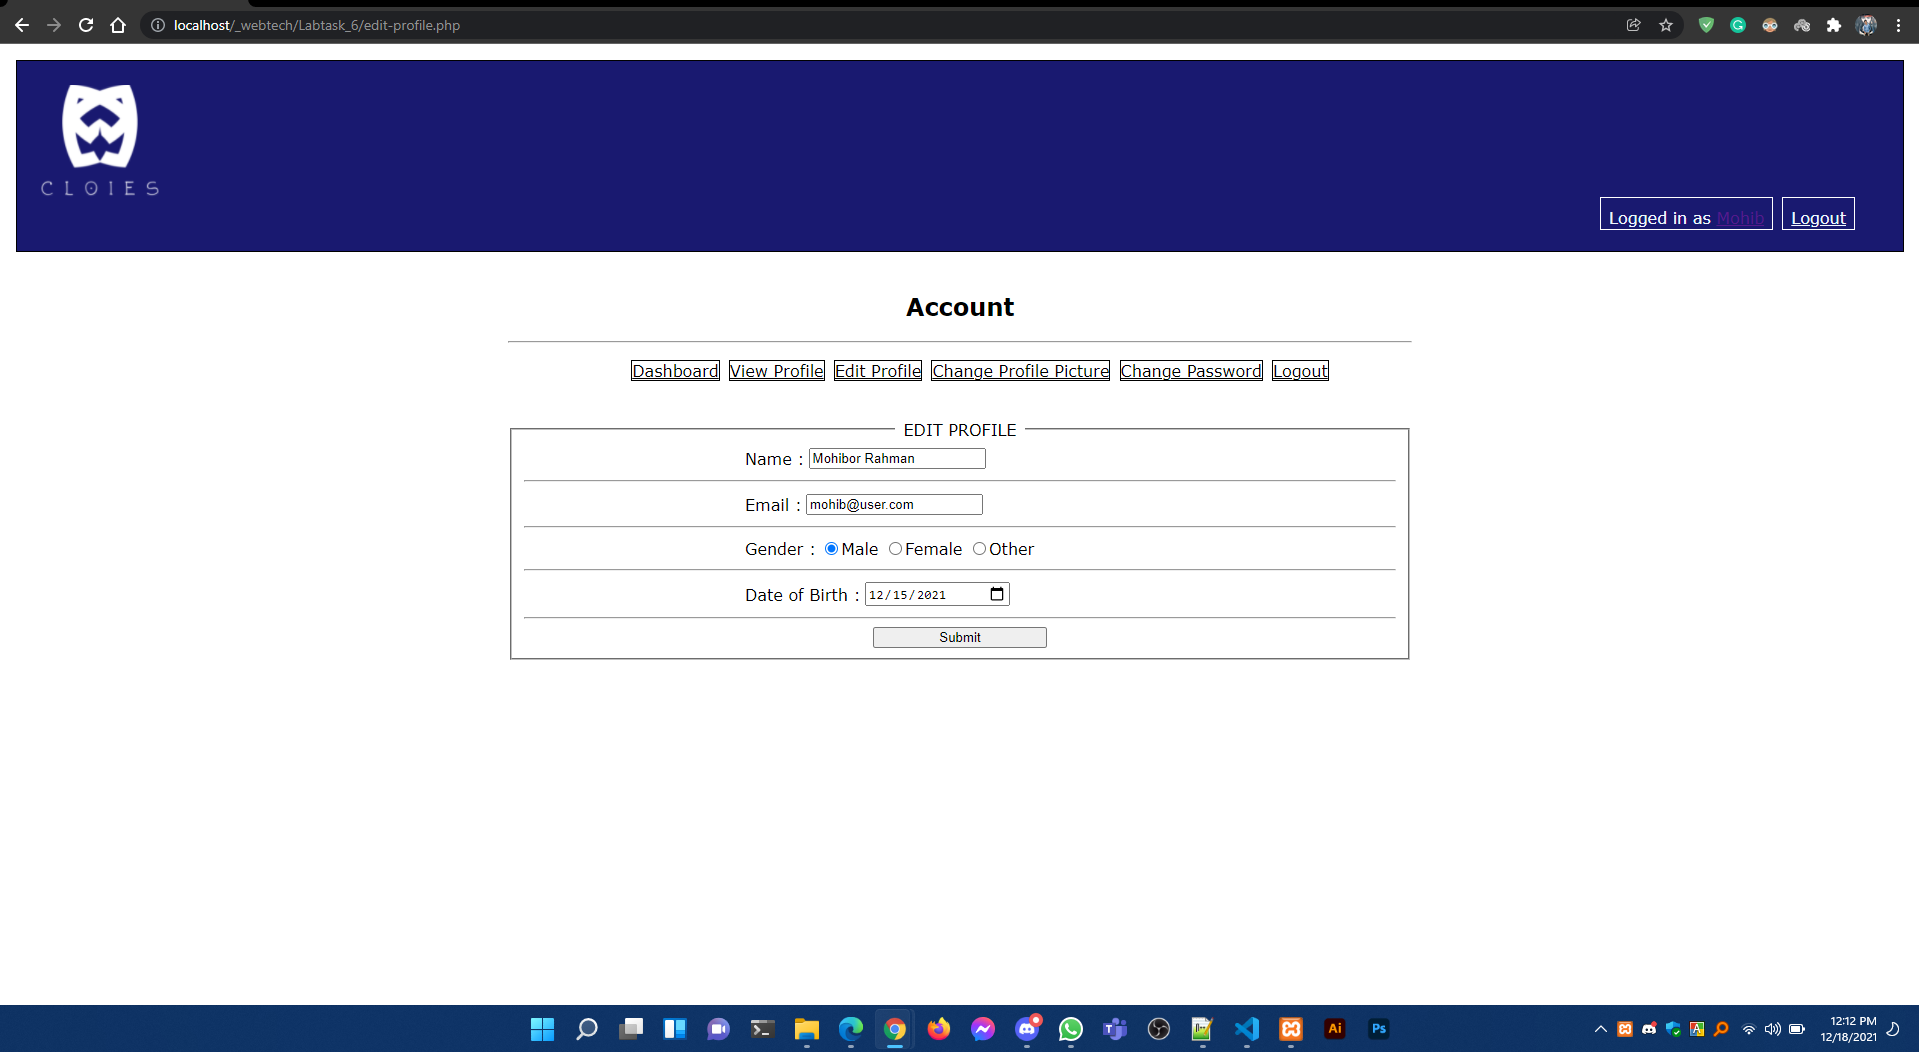 localhost/_webtech/Labtask_6/edit-profile.php
CLOIES
Logged in as Mohib Logout
Account
Dashboard View Profile Edit Profile Change Profile Picture Change Password Logout
EDIT PROFILE
Name : Mohibor Rahman
Email : mohib@user.com
Gender : Male Female Other
Date of Birth : 12/15/2021
Submit
Ai Ps
12:12 PM
12/18/2021